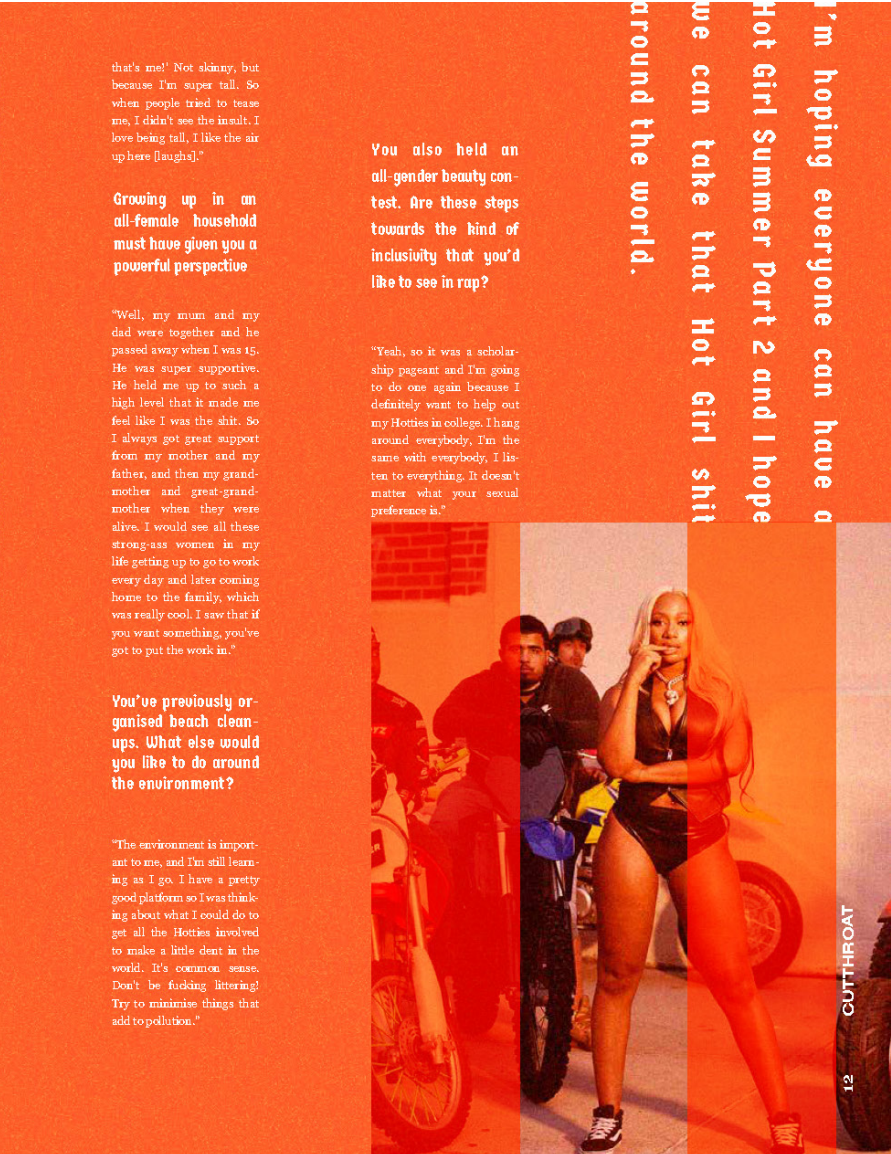 that's me!' Not skinny, but
because I'm super tall. So
when people tried to tease
me, I didn't see the insult. I
love being tall, I like the air
up here [laughs]."
Growing up in an
all-female household
must have given you a
powerful perspective
"Well, my mum and my
dad were together and he
passed away when I was 15.
He was super supportive.
He held me up to such a
high level that it made me
feel like I was the shit. So
I always got great support
from my mother and my
father, and then my grand-
mother and great-grand-
mother when they were
alive. I would see all these
strong-ass women in my
life getting up to go to work
every day and later coming
home to the family, which
was really cool. I saw that if
you want something, you've
got to put the work in."
You've previously or-
ganised beach clean-
ups. What else would
you like to do around
the environment?
"The environment is import-
ant to me, and I'm still learn-
ing as I go. I have a pretty
good platform so I was think-
ing about what I could do to
get all the Hotties involved
to make a little dent in the
world. It's common sense.
Don't be fucking littering!
Try to minimise things that
add to pollution."
You also held an
all-gender beauty con-
test. Are these steps
towards the kind of
inclusivity that you'd
like to see in rap?
"Yeah, so it was a scholar-
ship pageant and I'm going
to do one again because I
definitely want to help out
my Hotties in college. I hang
around everybody, I'm the
same with everybody, I lis-
ten to everything. It doesn't
matter what your sexual
preference is."
I'm hoping everyone can have a
Hot Girl Summer Part 2 and I hope
we can take that Hot Girl shit
around the world.
12 CUTTHROAT